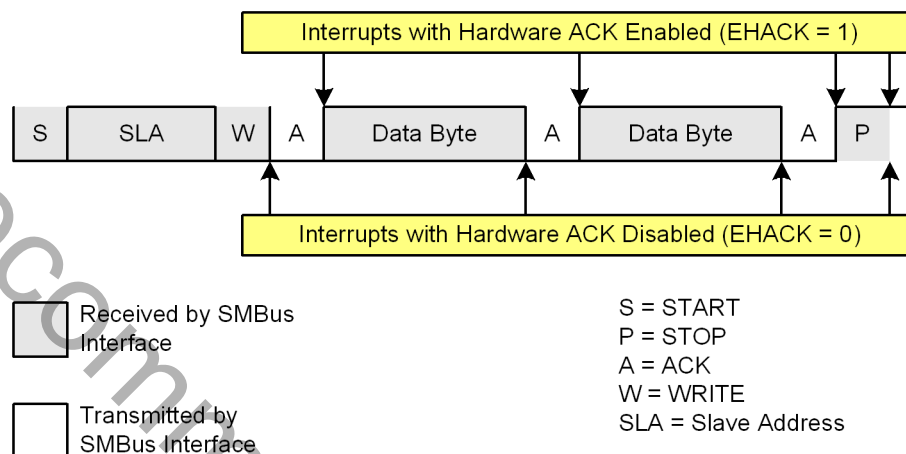 Interrupts with Hardware ACK Enabled (EHACK = 1)
S SLA W A Data Byte A Data Byte A P
Interrupts with Hardware ACK Disabled (EHACK = 0)
Received by SMBus
Interface
Transmitted by
SMBus Interface
S = START
P = STOP
A = ACK
W = WRITE
SLA = Slave Address